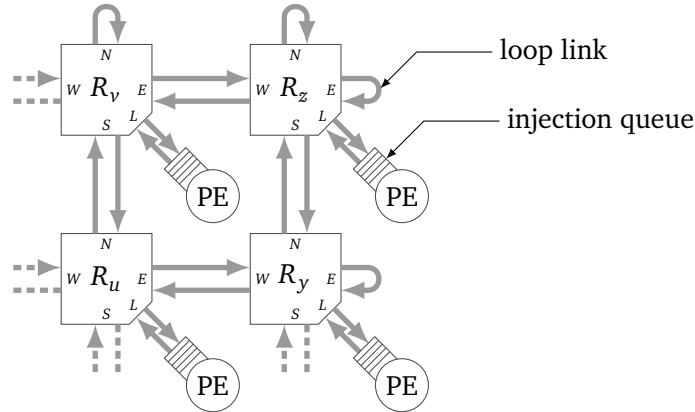 N
N
loop link
W R_v E
W R_z E
S L
S L
injection queue
PE
PE
N
N
W R_u E
W R_y E
S L
S L
PE
PE